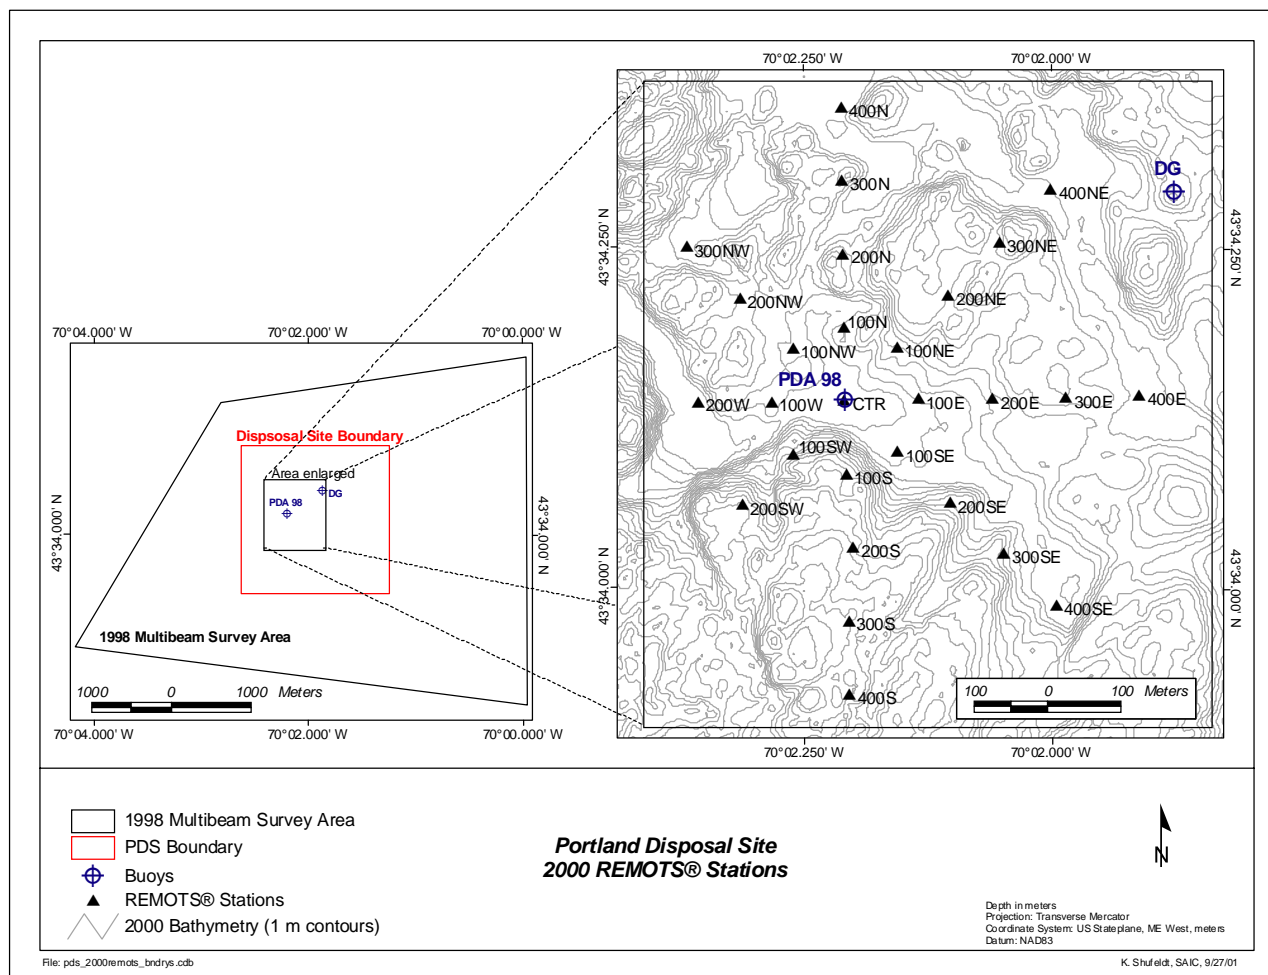 70°02.250' W
70°02.000' W
400N
DG
300N
400NE
43°34.250' N
43°34.250' N
300NW
200N
300NE
200NW
200NE
100N
100NW
100NE
PDA 98
200W
100W
CTR
100E
200E
300E
400E
100SW
100SE
100S
200SW
200SE
200S
300SE
43°34.000' N
43°34.000' N
400SE
300S
400S
100 0 100 Meters
70°02.250' W
70°02.000' W
70°04.000' W
70°02.000' W
70°00.000' W
Dispsosal Site Boundary
Area enlarged
DG
PDA 98
43°34.000' N
43°34.000' N
1998 Multibeam Survey Area
1000 0 1000 Meters
70°04.000' W
70°02.000' W
70°00.000' W
1998 Multibeam Survey Area
PDS Boundary
Buoys
REMOTS® Stations
2000 Bathymetry (1 m contours)
Portland Disposal Site
2000 REMOTS® Stations
N
Depth in meters
Projection: Transverse Mercator
Coordinate System: US Stateplane, ME West, meters
Datum: NAD83
File: pds_2000remots_bndrys.cdb
K. Shufeldt, SAIC, 9/27/01